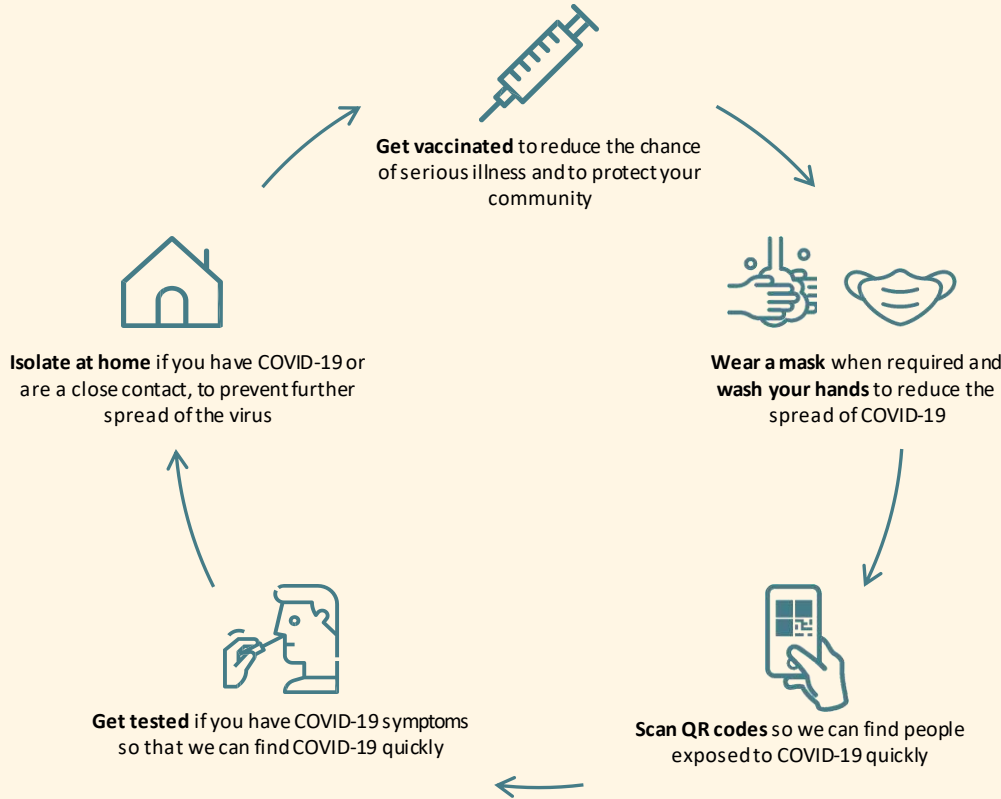 Get vaccinated to reduce the chance
of serious illness and to protect your
community
Wear a mask when required and
wash your hands to reduce the
spread of COVID-19
Scan QR codes so we can find people
exposed to COVID-19 quickly
Get tested if you have COVID-19 symptoms
so that we can find COVID-19 quickly
Isolate at home if you have COVID-19 or
are a close contact, to prevent further
spread of the virus